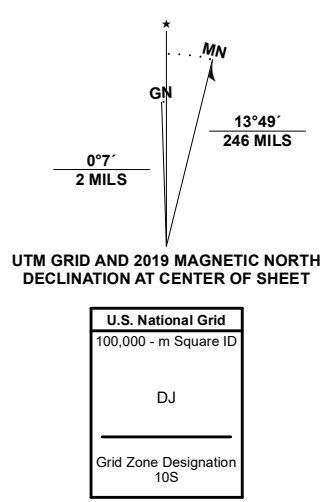 ★
MN
GN
13°49´
246 MILS
0°7´
2 MILS
UTM GRID AND 2019 MAGNETIC NORTH
DECLINATION AT CENTER OF SHEET
U.S. National Grid
100,000 - m Square ID
DJ
Grid Zone Designation
10S